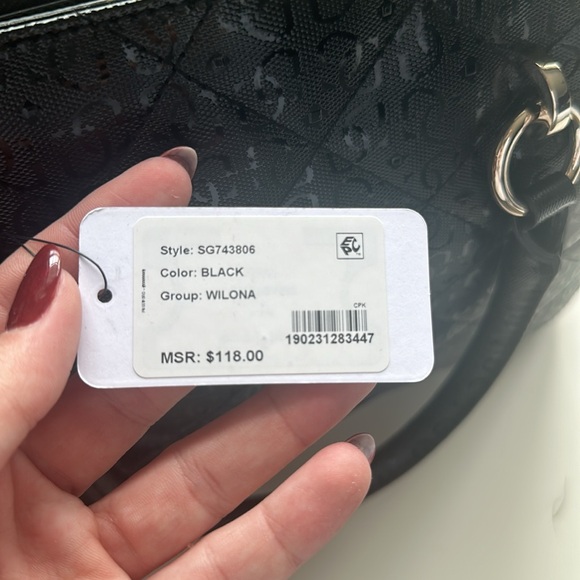 Style: SG743806
Color: BLACK
Group: WILONA
CPK
190231283447
MSR: $118.00